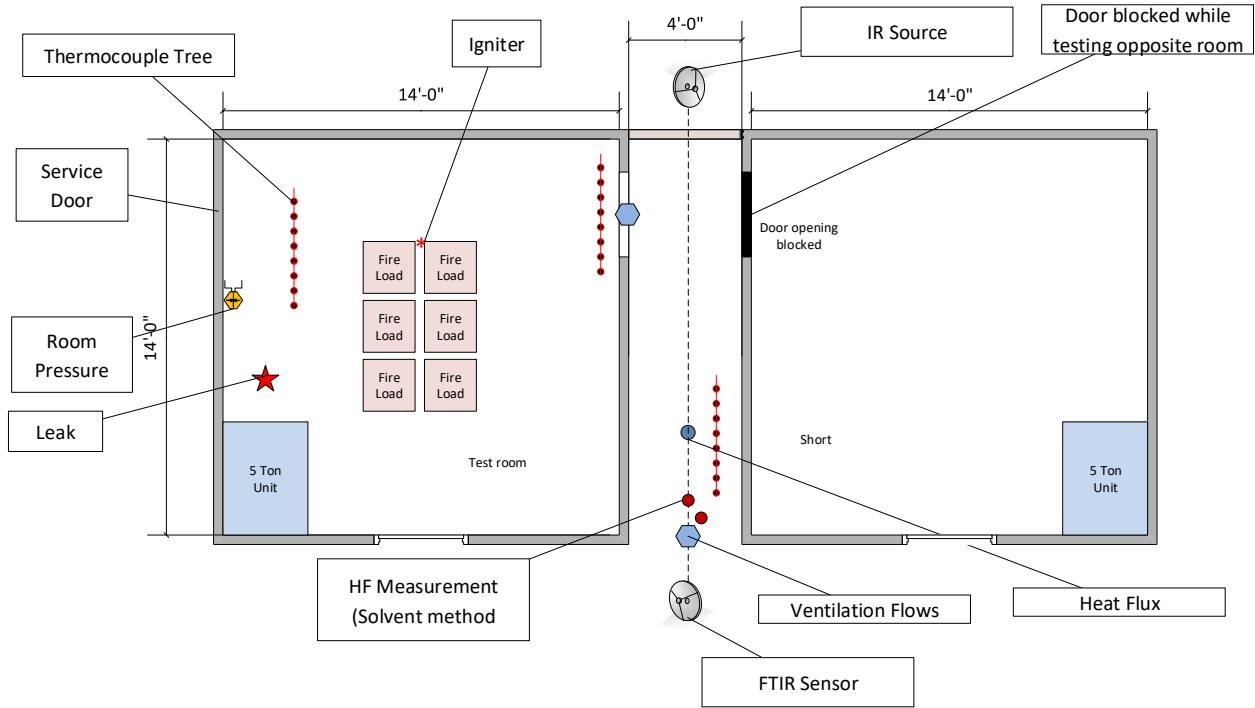 Thermocouple Tree
Igniter
4'-0"
IR Source
Door blocked while
testing opposite room
14'-0"
14'-0"
Service
Door
Fire
Load
Fire
Load
Door opening
blocked
Room
Pressure
14'-0"
Fire
Load
Fire
Load
Fire
Load
Fire
Load
Leak
5 Ton
Unit
Test room
Short
5 Ton
Unit
HF Measurement
(Solvent method
Ventilation Flows
Heat Flux
FTIR Sensor